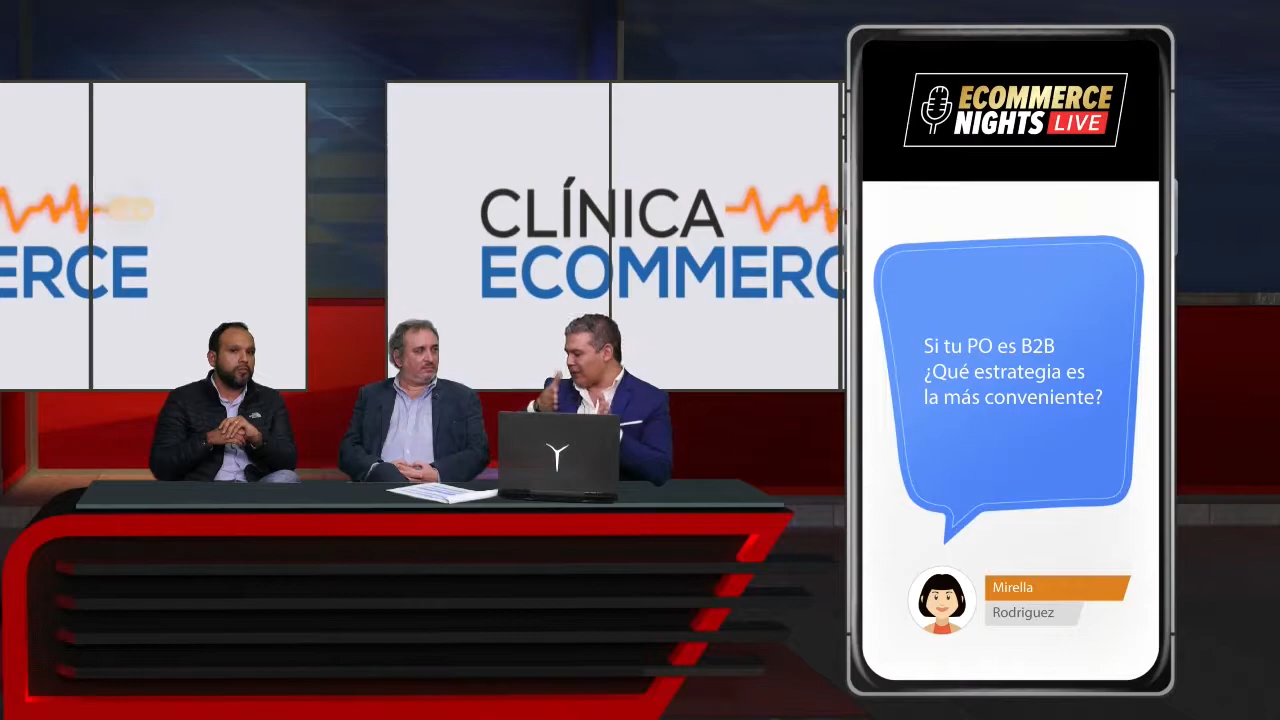 ERCE
CLÍNICA
ECOMMERC
ECOMMERCE
NIGHTS LIVE
Si tu PO es B2B
¿Qué estrategia es
la más conveniente?
Mirella
Rodriguez